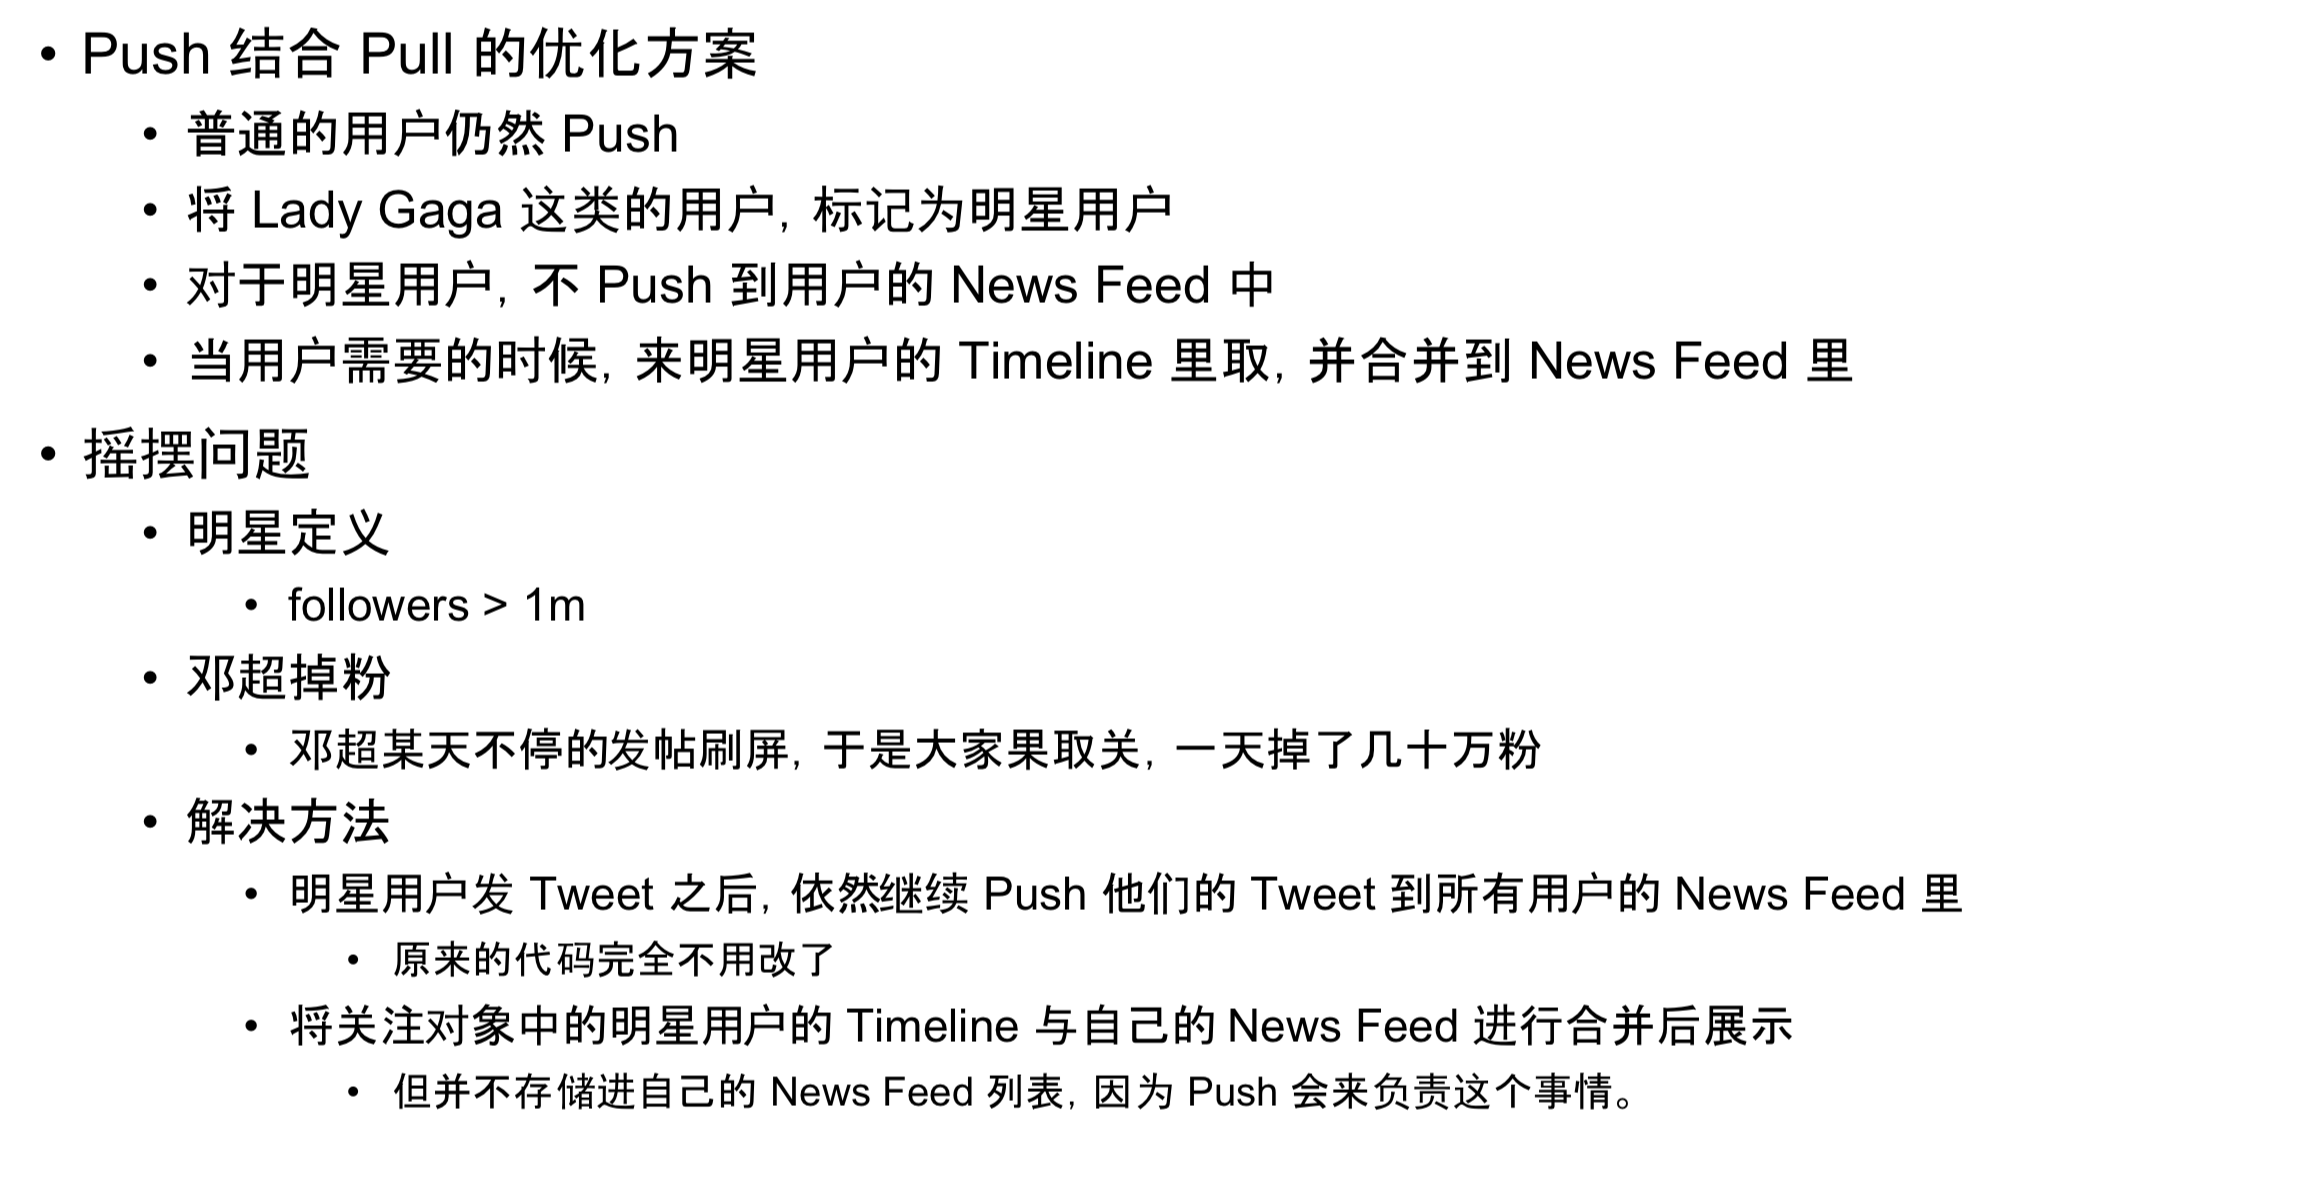 • Push 结合 Pull 的优化方案
• 普通的用户仍然 Push
• 将 Lady Gaga 这类的用户，标记为明星用户
• 对于明星用户，不 Push 到用户的 News Feed 中
• 当用户需要的时候，来明星用户的 Timeline 里取，并合并到 News Feed 里
• 摇摆问题
• 明星定义
• followers > 1m
• 邓超掉粉
• 邓超某天不停的发帖刷屏，于是大家果取关，一天掉了几十万粉
• 解决方法
• 明星用户发 Tweet 之后，依然继续 Push 他们的 Tweet 到所有用户的 News Feed 里
• 原来的代码完全不用改了
• 将关注对象中的明星用户的 Timeline 与自己的 News Feed 进行合并后展示
• 但并不存储进自己的 News Feed 列表，因为 Push 会来负责这个事情。